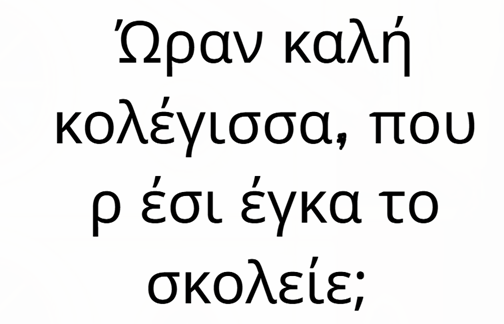 Ώραν καλή
κολέγισσα, που
ρ έσι έγκα το
σκολείε;